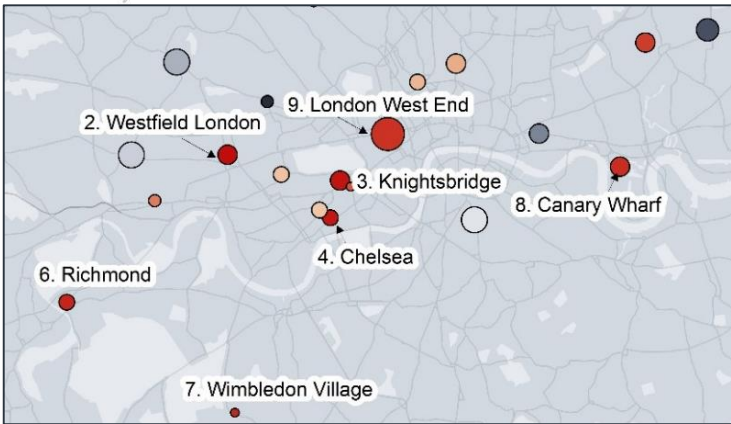 9. London West End
2. Westfield London
3. Knightsbridge
8. Canary Wharf
4. Chelsea
6. Richmond
7. Wimbledon Village